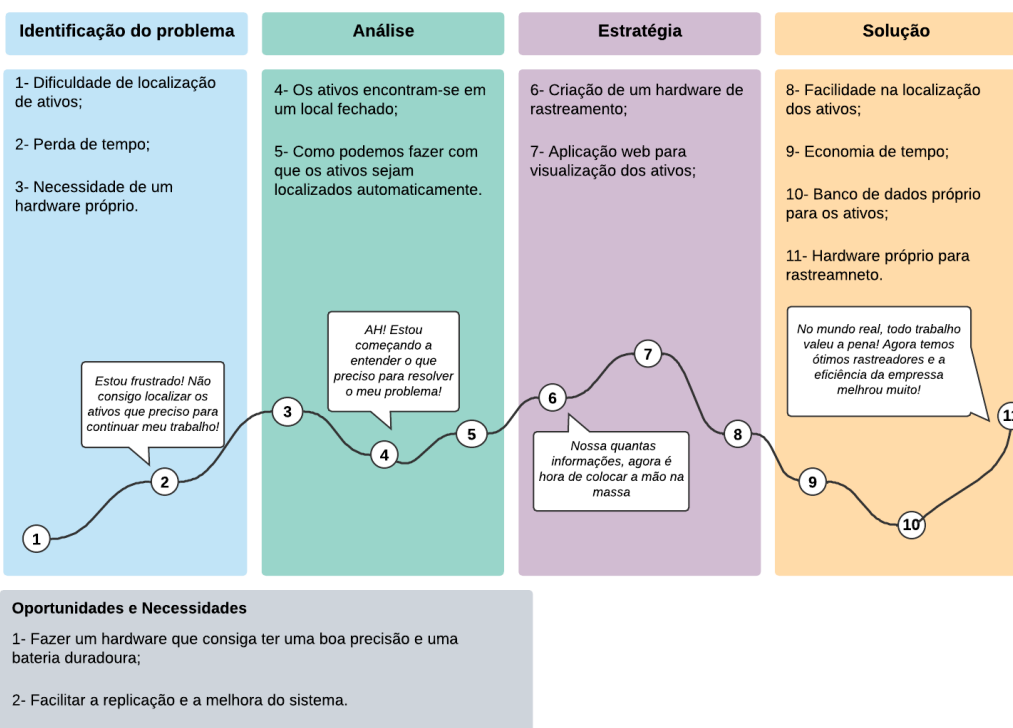 Identificação do problema
1- Dificuldade de localização
de ativos;
2- Perda de tempo;
3- Necessidade de um
hardware próprio.
Análise
4- Os ativos encontram-se em
um local fechado;
5- Como podemos fazer com
que os ativos sejam
localizados automaticamente.
Estratégia
6- Criação de um hardware de
rastreamento;
7- Aplicação web para
visualização dos ativos;
Solução
8- Facilidade na localização
dos ativos;
9- Economia de tempo;
10- Banco de dados próprio
para os ativos;
11- Hardware próprio para
rastreamneto.
Estou frustrado! Não
consigo localizar os
ativos que preciso para
continuar meu trabalho!
AH! Estou
começando a
entender o que
preciso para resolver
o meu problema!
Nossa quantas
informações, agora é
hora de colocar a mão na
massa
No mundo real, todo trabalho
valeu a pena! Agora temos
ótimos rastreadores e a
eficiência da empressa
melhrou muito!
1
2
3
4
5
6
7
8
9
10
11
Oportunidades e Necessidades
1- Fazer um hardware que consiga ter uma boa precisão e uma
bateria duradoura;
2- Facilitar a replicação e a melhora do sistema.